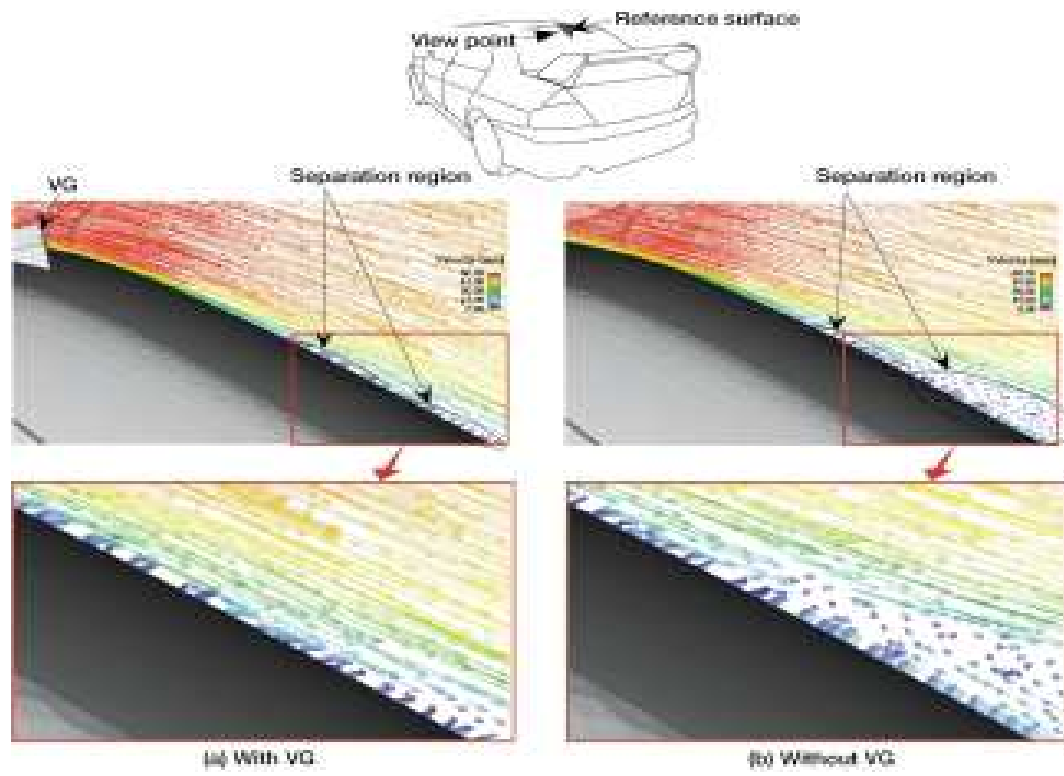 Reference surface
View point
Separation region
Separation region
VG
(a) With VG
(b) Without VG